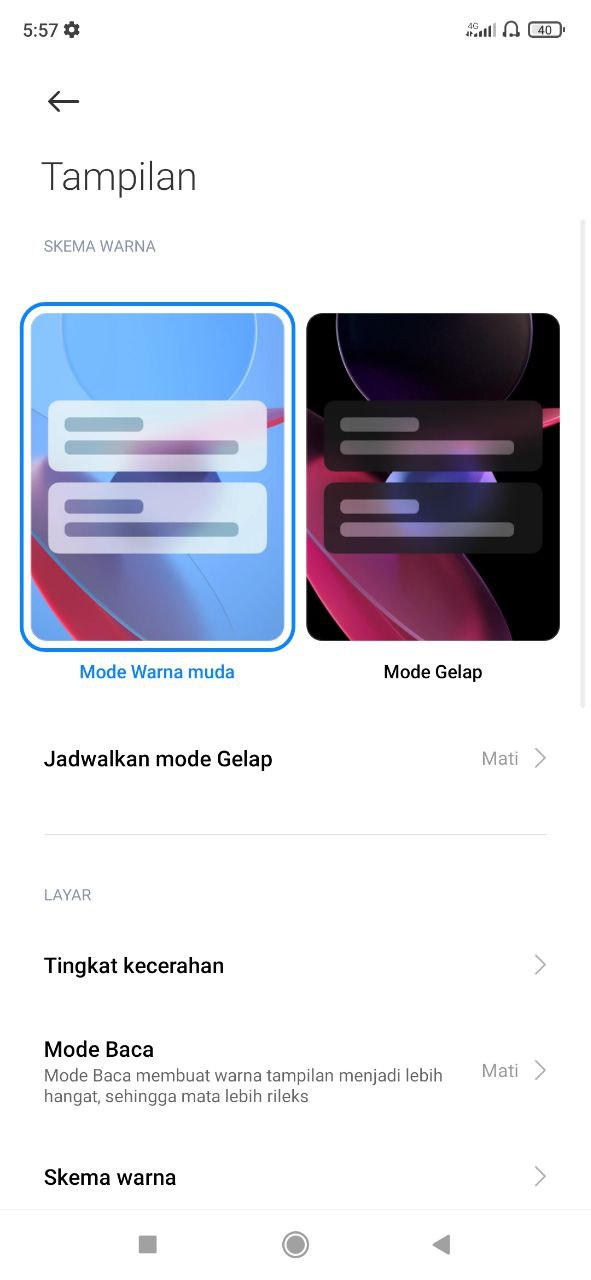 5:57
4G
40
Tampilan
SKEMA WARNA
Mode Warna muda
Mode Gelap
Jadwalkan mode Gelap
Mati
LAYAR
Tingkat kecerahan
Mode Baca
Mode Baca membuat warna tampilan menjadi lebih
hangat, sehingga mata lebih rileks
Mati
Skema warna